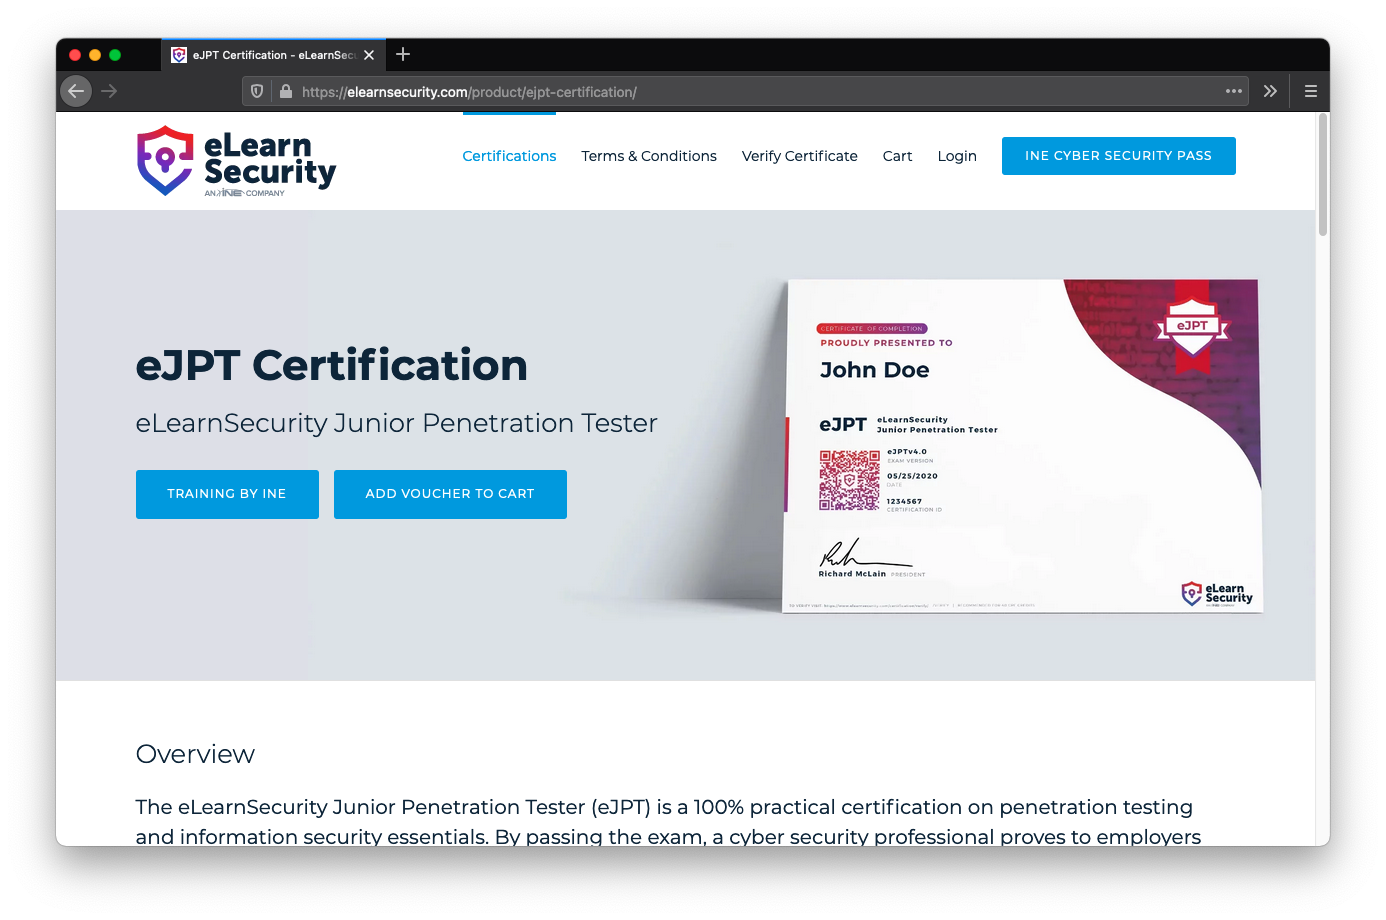 eJPT Certification - eLearnSec
https://elearnsecurity.com/product/ejpt-certification/
eLearn
Security
AN INE COMPANY
Certifications
Terms & Conditions
Verify Certificate
Cart
Login
INE CYBER SECURITY PASS
eJPT Certification
eLearnSecurity Junior Penetration Tester
TRAINING BY INE
ADD VOUCHER TO CART
CERTIFICATE OF COMPLETION
PROUDLY PRESENTED TO
John Doe
eJPT
eLearnSecurity
Junior Penetration Tester
eJPTv4.0
EXAM VERSION
05/25/2020
DATE
1234567
CERTIFICATION ID
Richard McLain PRESIDENT
eJPT
eLearn
Security
Overview
The eLearnSecurity Junior Penetration Tester (eJPT) is a 100% practical certification on penetration testing
and information security essentials. By passing the exam, a cyber security professional proves to employers